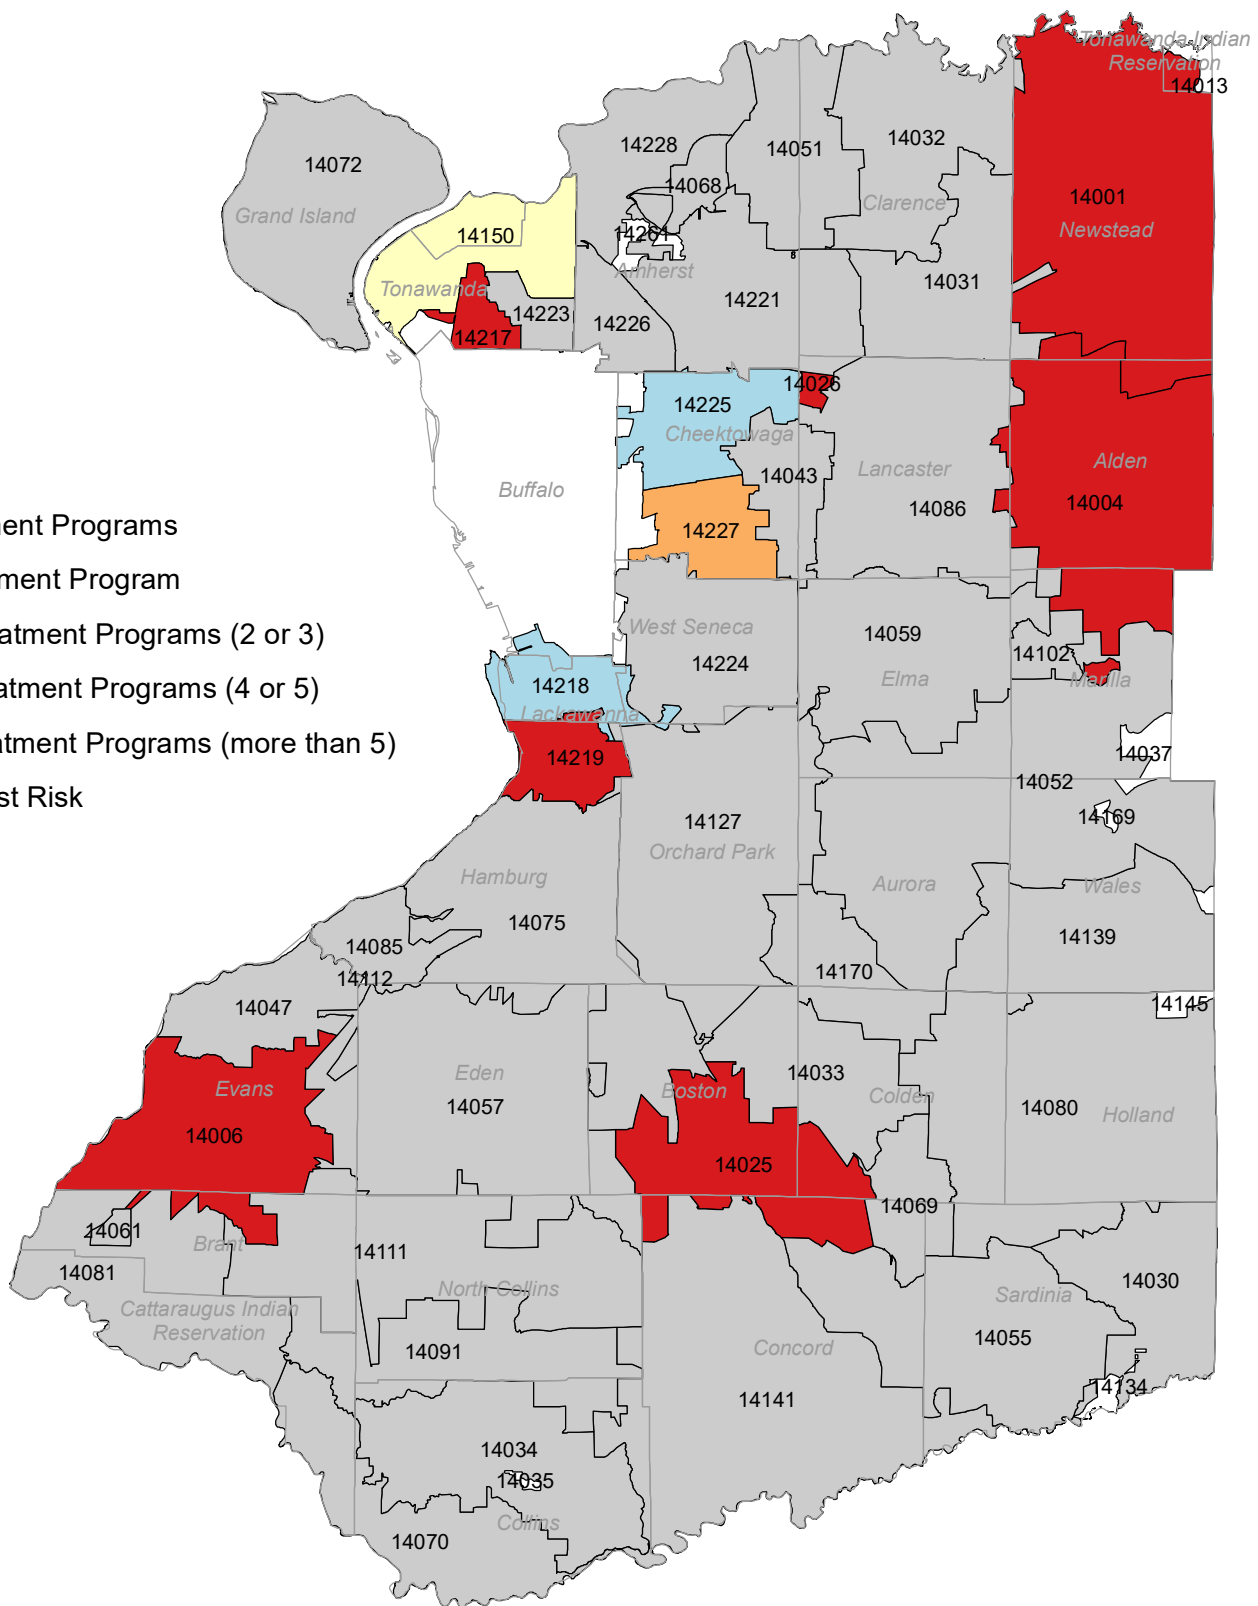 Tonawanda Indian
Reservation
14013
14072
14228
14051
14032
14068
14001
Grand Island
Clarence
Newstead
14150
14261
Amherst
14031
Tonawanda
14221
14223
14226
14217
14026
14225
Cheektowaga
Buffalo
14043
Lancaster
Alden
14086
14004
14227
ment Programs
tment Program
eatment Programs (2 or 3)
eatment Programs (4 or 5)
eatment Programs (more than 5)
st Risk
West Seneca
14059
14224
14102
Elma
Marilla
14218
Lackawanna
14219
14037
14052
14127
14169
Orchard Park
Hamburg
Aurora
Wales
14075
14085
14139
14112
14170
14047
14145
Eden
14033
Evans
Boston
Colden
14057
14080
Holland
14006
14025
14069
14061
Brant
14111
14081
14030
North Collins
Sardinia
Cattaraugus Indian
Reservation
14055
14091
Concord
14141
14134
14034
14035
Collins
14070